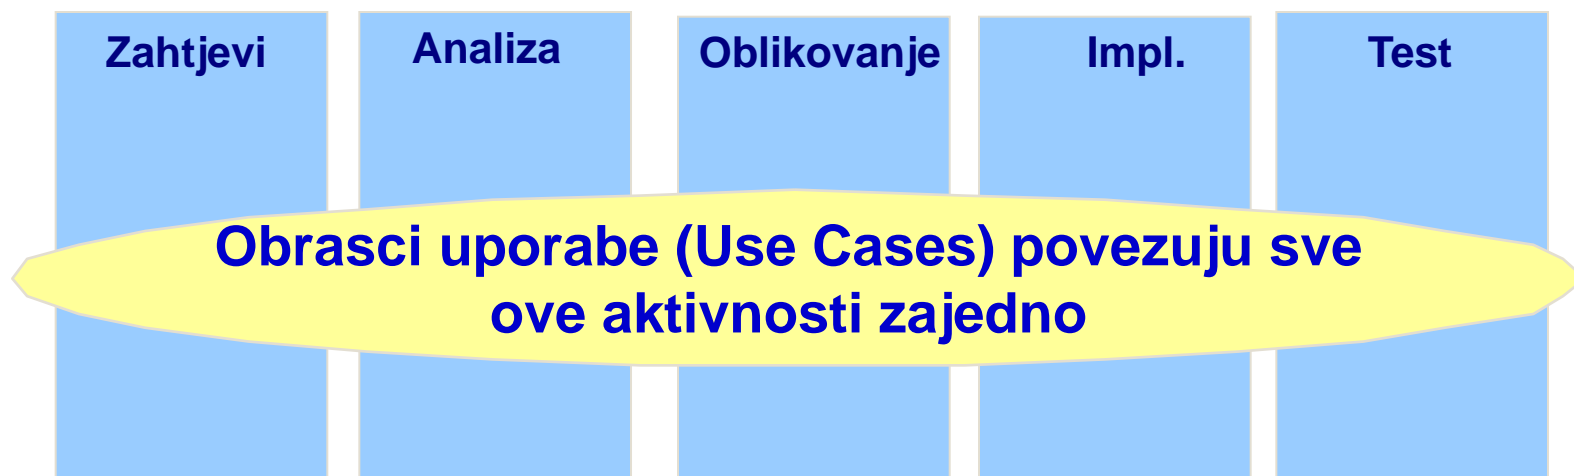 Zahtjevi
Analiza
Oblikovanje
Impl.
Test
Obrasci uporabe (Use Cases) povezuju sve
ove aktivnosti zajedno